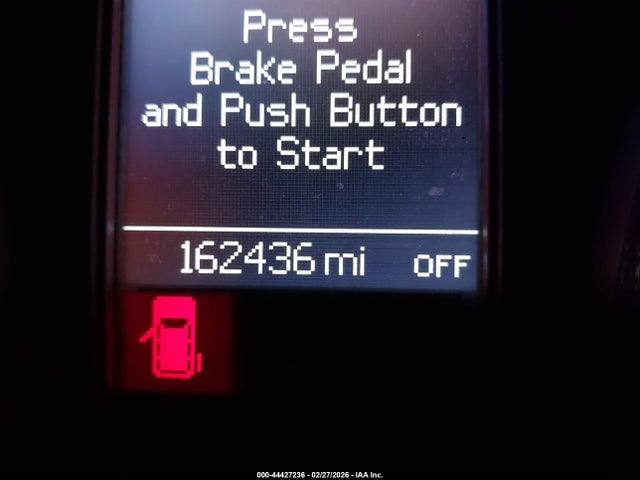 Press
Brake Pedal
and Push Button
to Start
162436 mi OFF
000-44427236 - 02/27/2026 - IAA Inc.